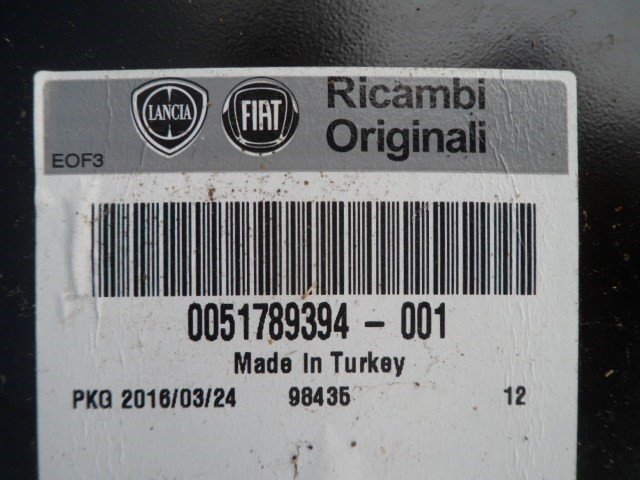 LANCIA FIAT Ricambi
Originali
EOF3
0051789394 - 001
Made In Turkey
PKG 2016/03/24 98435 12